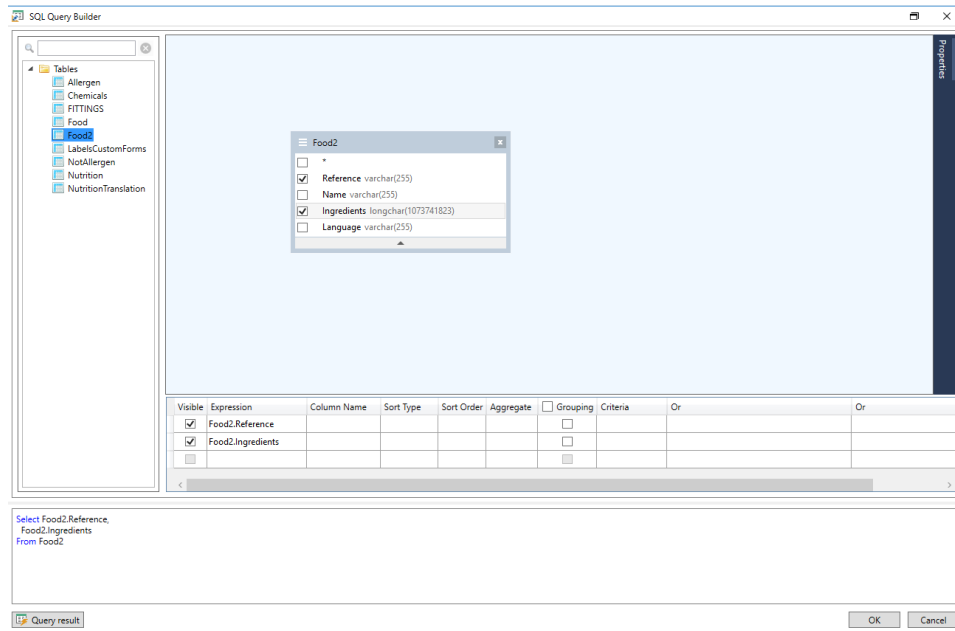 SQL Query Builder
Tables
Allergen
Chemicals
FITTINGS
Food
Food2
LabelsCustomForms
NotAllergen
Nutrition
NutritionTranslation
Properties
Food2
*
Reference varchar(255)
Name varchar(255)
Ingredients longchar(1073741823)
Language varchar(255)
Visible Expression Column Name Sort Type Sort Order Aggregate Grouping Criteria Or Or
Food2.Reference
Food2.Ingredients
Select Food2.Reference,
Food2.Ingredients
From Food2
Query result OK Cancel